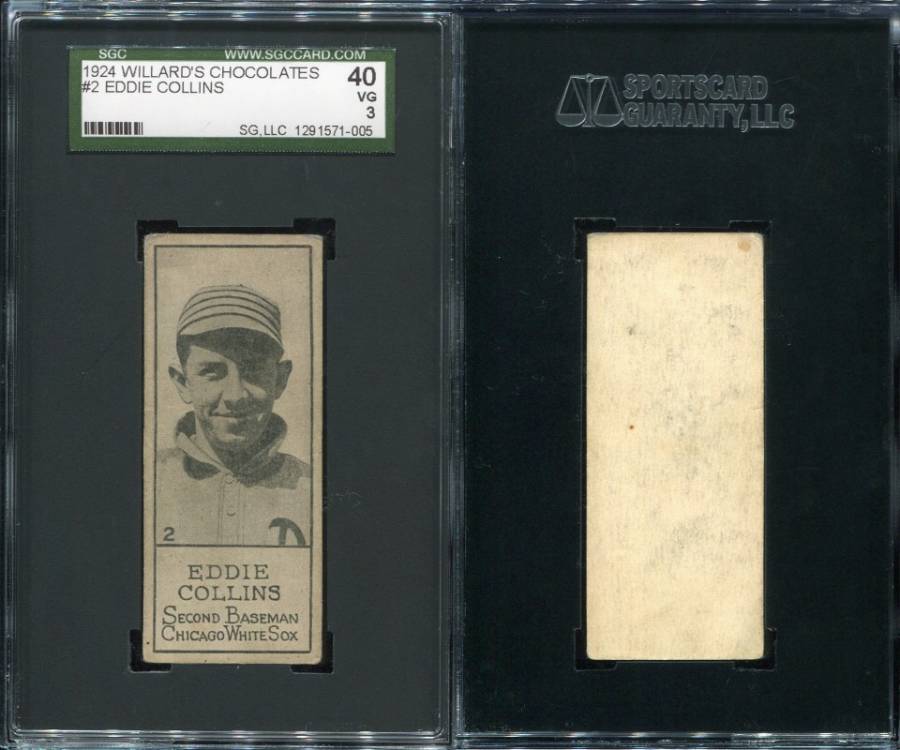 SGC WWW.SGCCARD.COM
1924 WILLARD'S CHOCOLATES 40
#2 EDDIE COLLINS VG
3
SG,LLC 1291571-005
SPORTSCARD
GUARANTY, LLC
2
EDDIE
COLLINS
SECOND BASEMAN
CHICAGO WHITE SOX